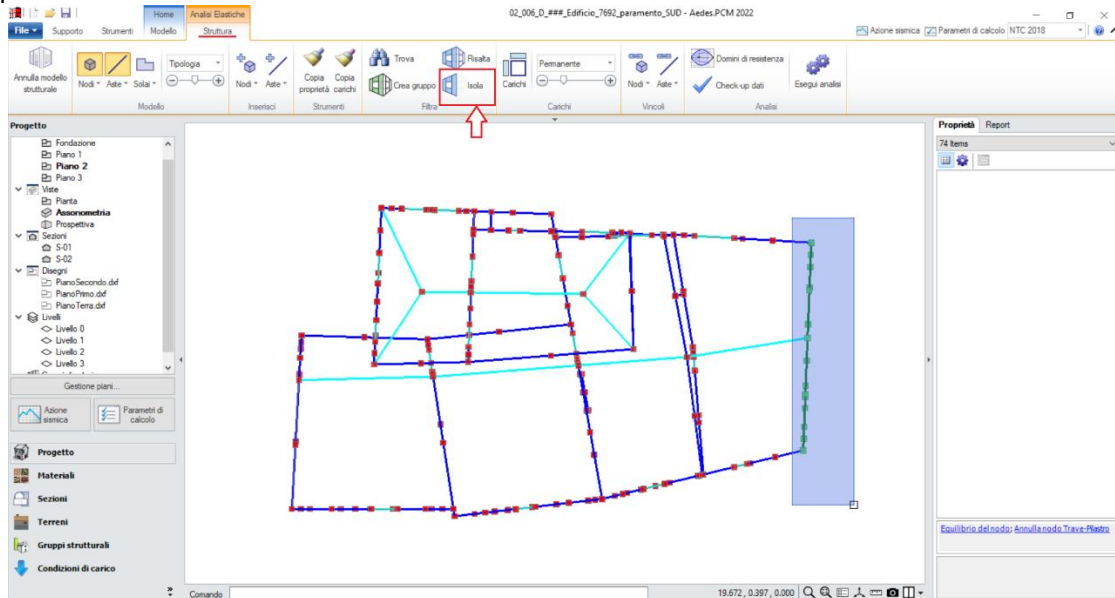 Home Analisi Elastiche 02_006_D_###_Edificio_7692_paramento_SUD - Aedes.PCM 2022
File Supporto Strumenti Modello Struttura Azione sismica Parametri di calcolo NTC 2018
Annulla modello strutturale
Nodi Aste Solai
Tipologia
Modello
Nodi Aste
Inserisci
Copia proprietà
Copia carichi
Strumenti
Trova
Crea gruppo
Risalta
Isola
Filtra
Carichi
Permanente
Carichi
Nodi Aste
Vincoli
Domini di resistenza
Check-up dati
Esegui analisi
Analisi
Progetto
Fondazione
Piano 1
Piano 2
Piano 3
Viste
Pianta
Assonometria
Prospettiva
Sezioni
S-01
S-02
Disegni
PianoSecondo.dxf
PianoPrimo.dxf
PianoTerra.dxf
Livelli
Livello 0
Livello 1
Livello 2
Livello 3
Gestione piani...
Azione sismica
Parametri di calcolo
Progetto
Materiali
Sezioni
Terreni
Gruppi strutturali
Condizioni di carico
Proprietà Report
74 Items
Equilibrio del nodo; Annulla nodo Trave-Pilastro
Comando
19.672 , 0.397 , 0.000